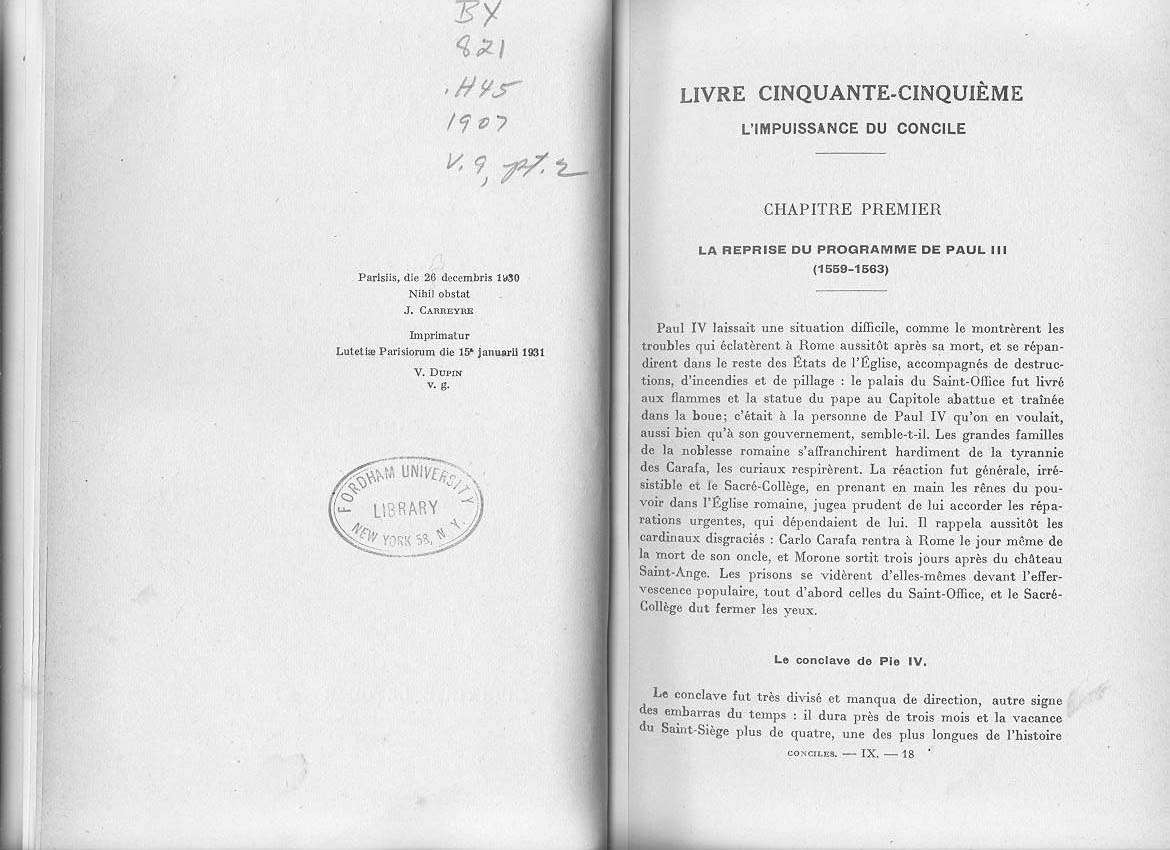 BX
821
.H45
1907
V. 9, pt. 2
Parisiis, die 26 decembris 1930
Nihil obstat
J. CARREYRE
Imprimatur
Lutetiæ Parisiorum die 15ª januarii 1931
V. DUPIN
v. g.
FORDHAM UNIVERSITY
LIBRARY
NEW YORK 58, N. Y.
LIVRE CINQUANTE-CINQUIÈME
L'IMPUISSANCE DU CONCILE
CHAPITRE PREMIER
LA REPRISE DU PROGRAMME DE PAUL III
(1559-1563)
Paul IV laissait une situation difficile, comme le montrèrent les
troubles qui éclatèrent à Rome aussitôt après sa mort, et se répan-
dirent dans le reste des États de l'Église, accompagnés de destruc-
tions, d'incendies et de pillage : le palais du Saint-Office fut livré
aux flammes et la statue du pape au Capitole abattue et traînée
dans la boue; c'était à la personne de Paul IV qu'on en voulait,
aussi bien qu'à son gouvernement, semble-t-il. Les grandes familles
de la noblesse romaine s'affranchirent hardiment de la tyrannie
des Carafa, les curiaux respirèrent. La réaction fut générale, irré-
sistible et le Sacré-Collège, en prenant en main les rênes du pou-
voir dans l'Église romaine, jugea prudent de lui accorder les répa-
rations urgentes, qui dépendaient de lui. Il rappela aussitôt les
cardinaux disgraciés : Carlo Carafa rentra à Rome le jour même de
la mort de son oncle, et Morone sortit trois jours après du château
Saint-Ange. Les prisons se vidèrent d'elles-mêmes devant l'effer-
vescence populaire, tout d'abord celles du Saint-Office, et le Sacré-
Collège dut fermer les yeux.
Le conclave de Pie IV.
Le conclave fut très divisé et manqua de direction, autre signe
des embarras du temps : il dura près de trois mois et la vacance
du Saint-Siège plus de quatre, une des plus longues de l'histoire
CONCILES. — IX. — 18